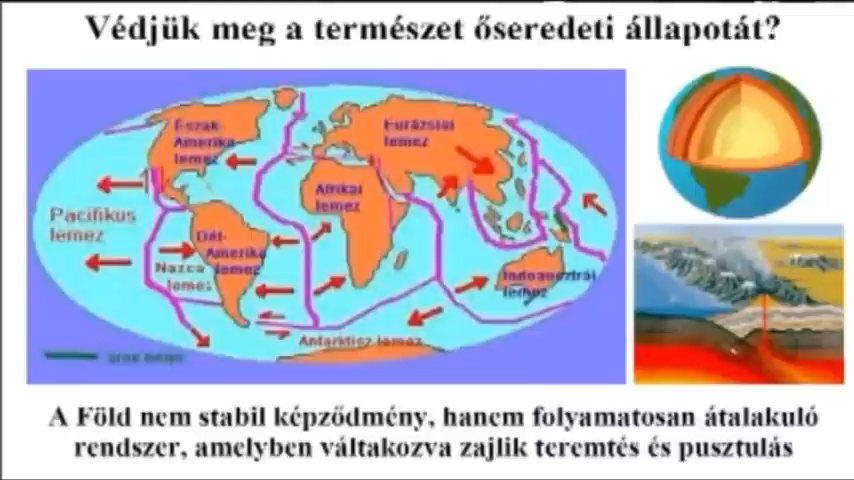 Védjük meg a természet őseredeti állapotát?
Észak-
Amerika
lemez
Eurázsiai
lemez
Afrikai
lemez
Pacifikus
lemez
Dél-
Amerika
lemez
Nazca
lemez
Indoausztrál
lemez
Antarktisz lemez
A Föld nem stabil képződmény, hanem folyamatosan átalakuló
rendszer, amelyben váltakozva zajlik teremtés és pusztulás